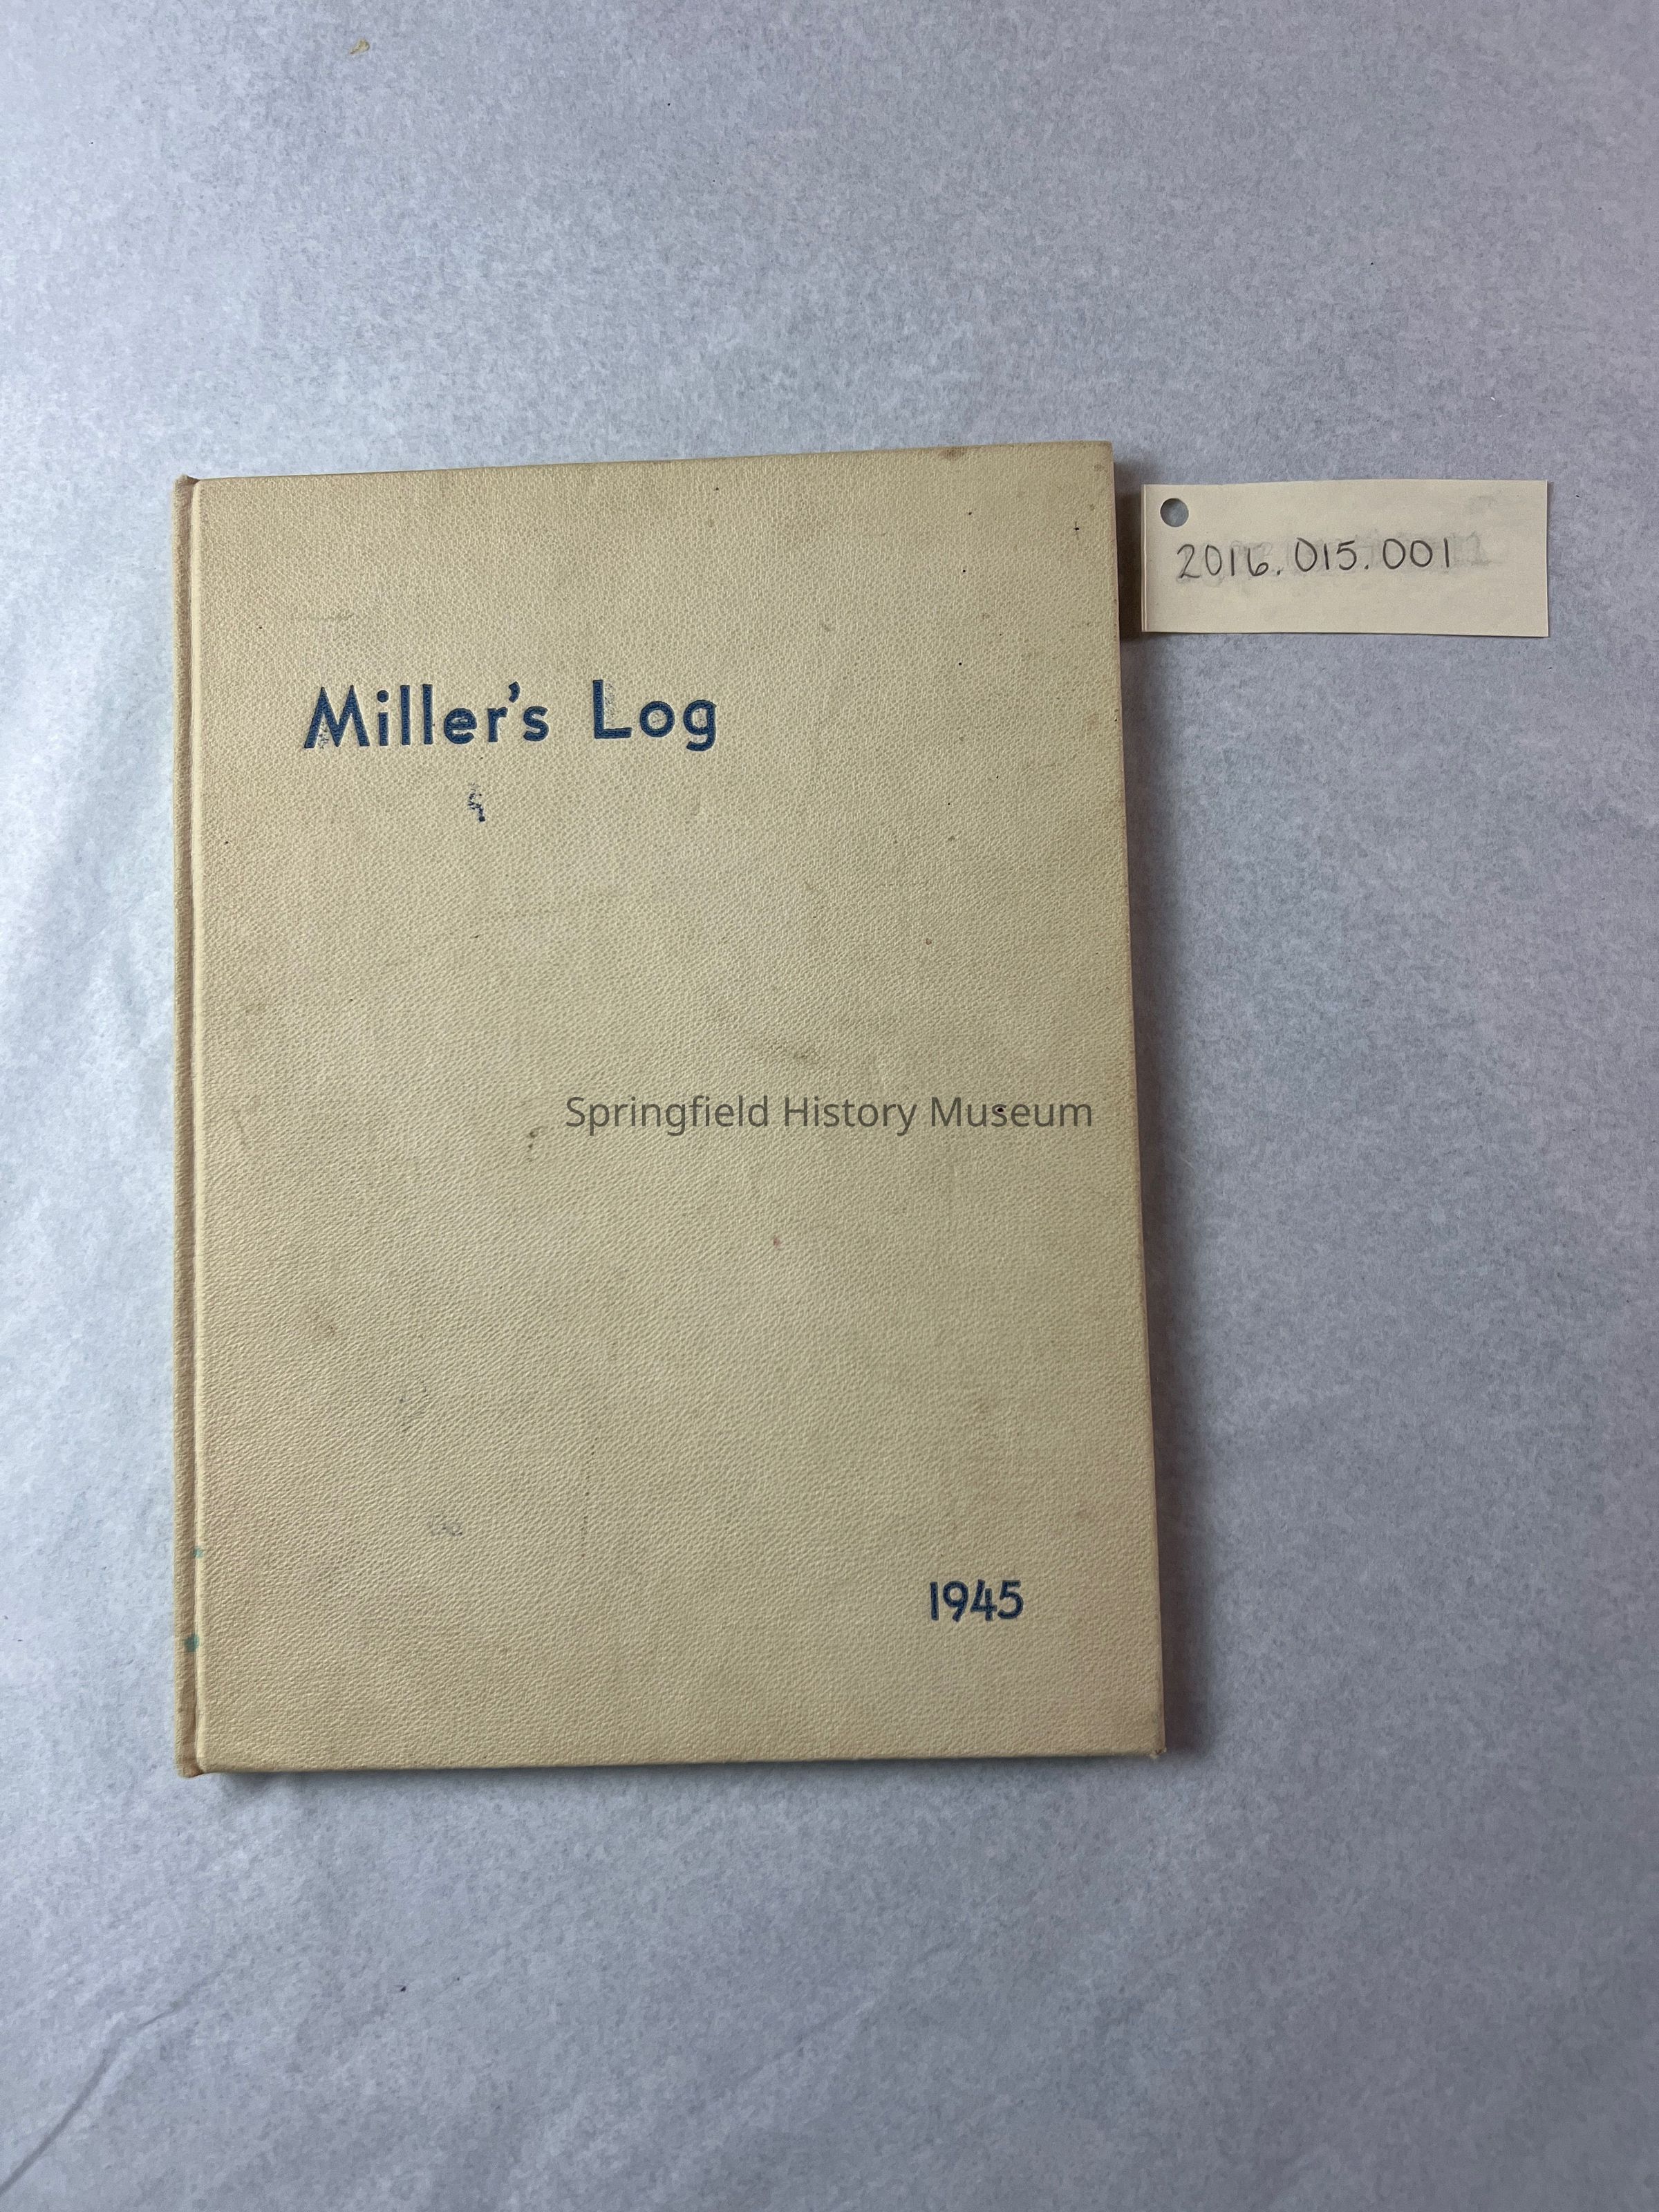 2016.015.001
Miller's Log
Springfield History Museum
1945